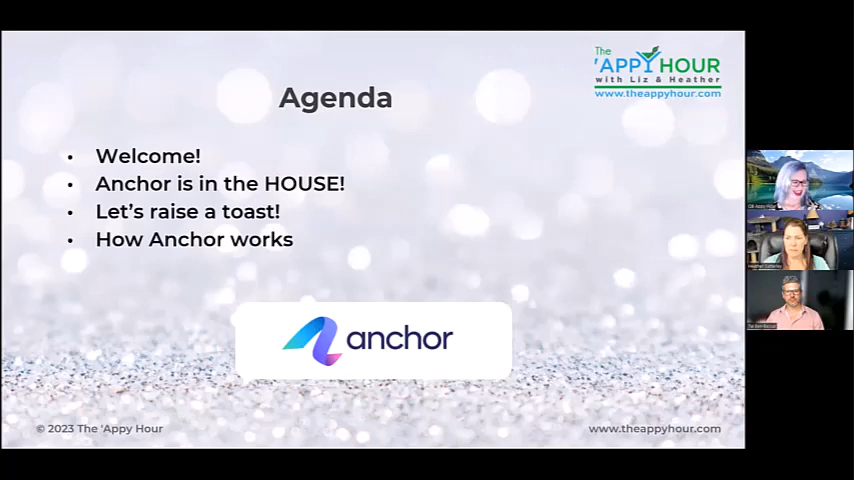 The
'APPY HOUR
with Liz & Heather
www.theappyhour.com
Agenda
• Welcome!
• Anchor is in the HOUSE!
• Let's raise a toast!
• How Anchor works
anchor
© 2023 The 'Appy Hour
www.theappyhour.com